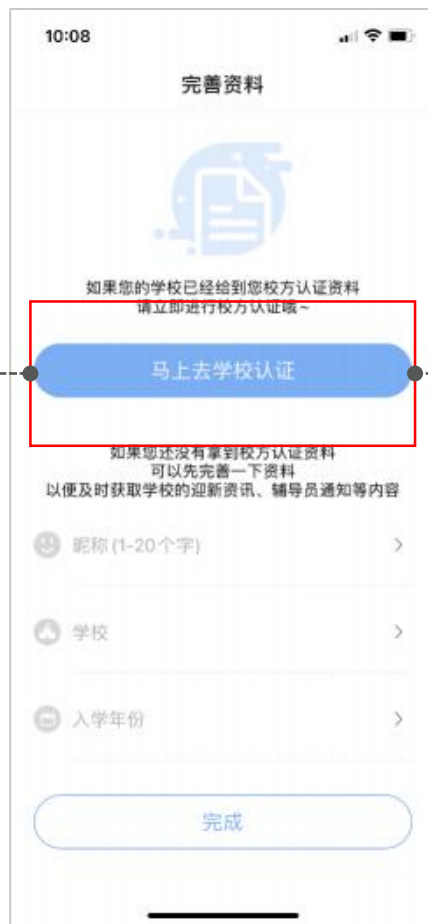 10:08
完善资料
如果您的学校已经给到您校方认证资料
请立即进行校方认证哦~
马上去学校认证
如果您还没有拿到校方认证资料
可以先完善一下资料
以便及时获取学校的迎新资讯、辅导员通知等内容
昵称(1-20个字)
学校
入学年份
完成